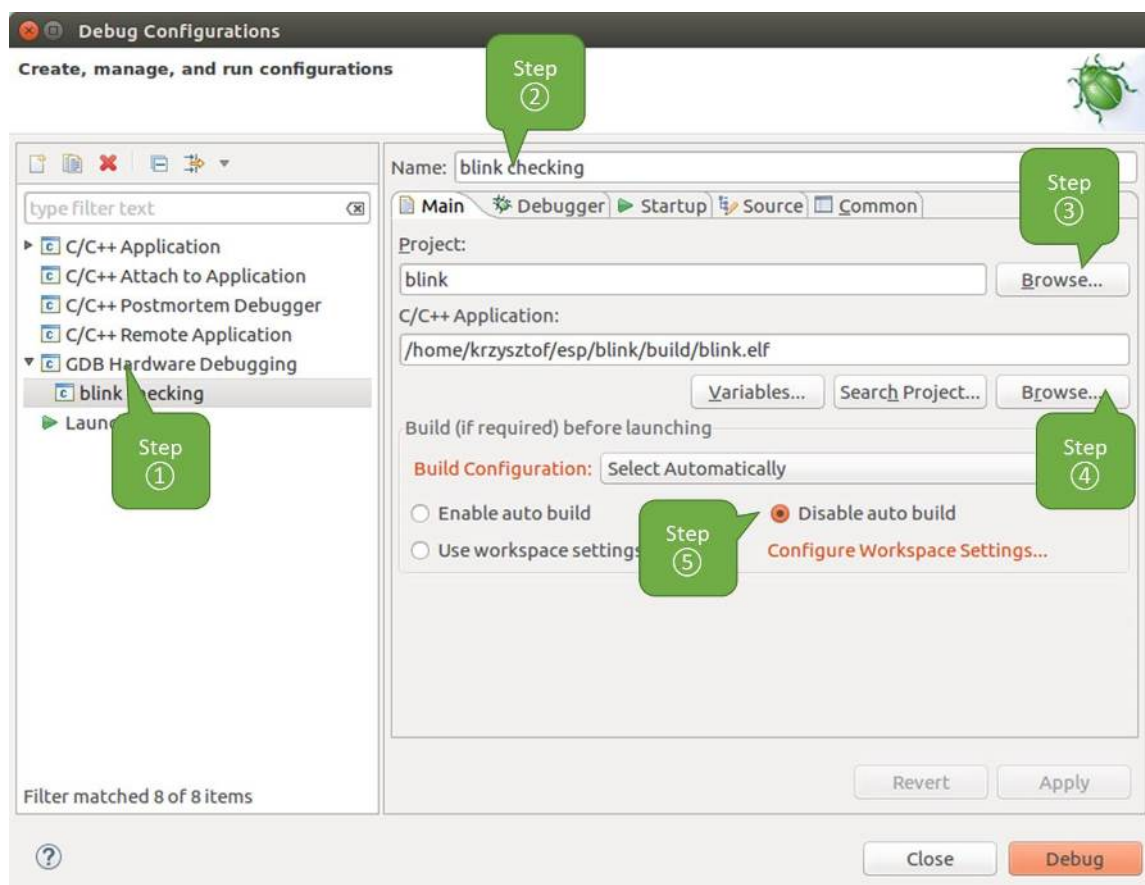 Debug Configurations
Create, manage, and run configurations
Step
②
Name: blink checking
Step
③
type filter text
Main Debugger Startup Source Common
C/C++ Application
C/C++ Attach to Application
C/C++ Postmortem Debugger
C/C++ Remote Application
GDB Hardware Debugging
blink checking
Step
①
Project:
blink Browse...
C/C++ Application:
/home/krzysztof/esp/blink/build/blink.elf
Variables... Search Project... Browse...
Step
④
Build (if required) before launching
Build Configuration: Select Automatically
Enable auto build Disable auto build
Step
⑤
Use workspace settings Configure Workspace Settings...
Revert Apply
Filter matched 8 of 8 items
Close Debug